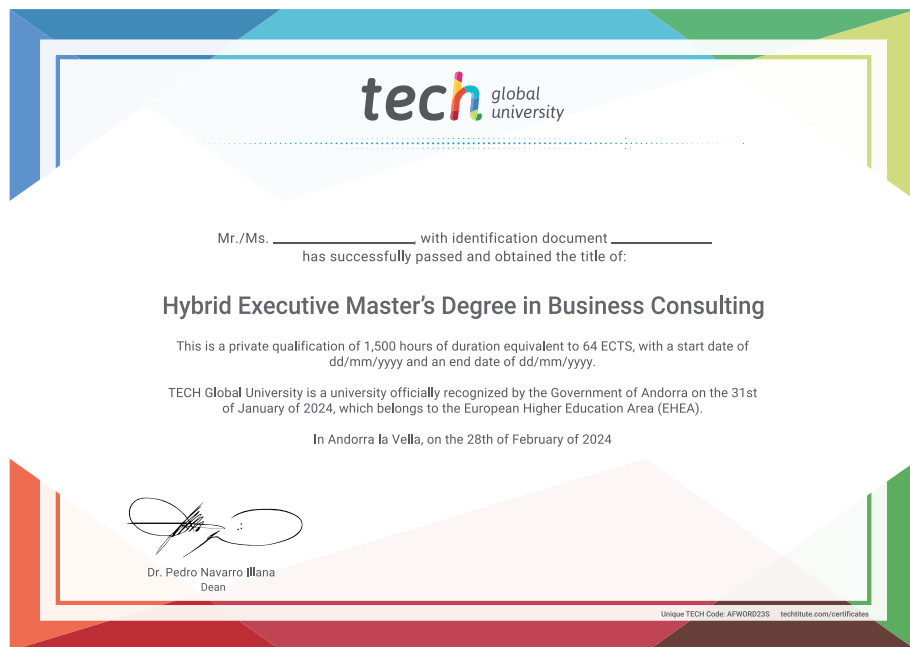 tech global
university
Mr./Ms. ________________, with identification document ____________
has successfully passed and obtained the title of:
Hybrid Executive Master's Degree in Business Consulting
This is a private qualification of 1,500 hours of duration equivalent to 64 ECTS, with a start date of
dd/mm/yyyy and an end date of dd/mm/yyyy.
TECH Global University is a university officially recognized by the Government of Andorra on the 31st
of January of 2024, which belongs to the European Higher Education Area (EHEA).
In Andorra la Vella, on the 28th of February of 2024
Dr. Pedro Navarro Illana
Dean
Unique TECH Code: AFWORD23S techtitute.com/certificates